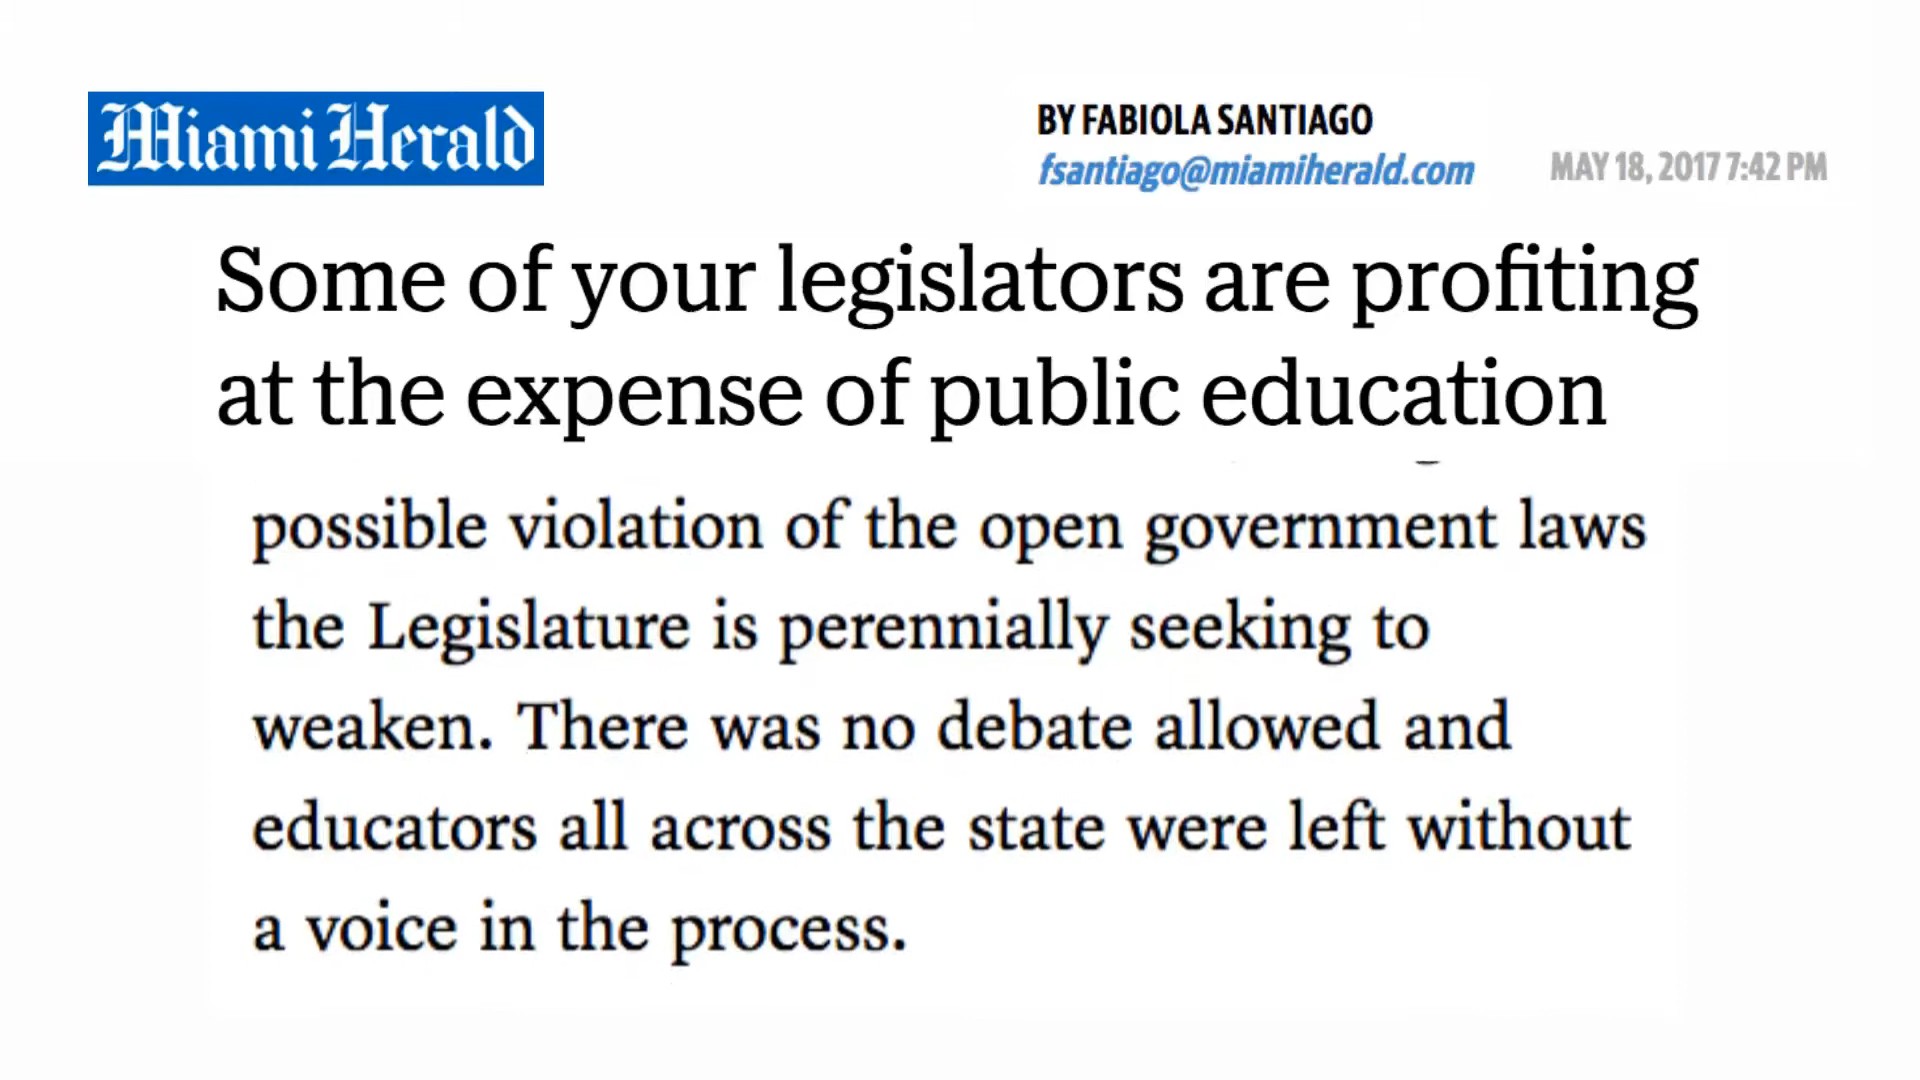 Miami Herald
BY FABIOLA SANTIAGO
fsantiago@miamiherald.com
MAY 18, 2017 7:42 PM
Some of your legislators are profiting
at the expense of public education
possible violation of the open government laws
the Legislature is perennially seeking to
weaken. There was no debate allowed and
educators all across the state were left without
a voice in the process.